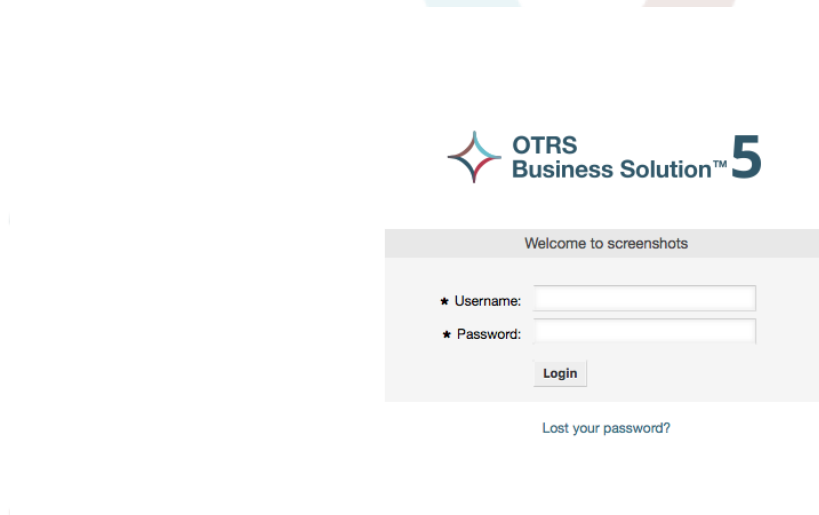 OTRS
Business Solution™ 5
Welcome to screenshots
★ Username:
★ Password:
Login
Lost your password?